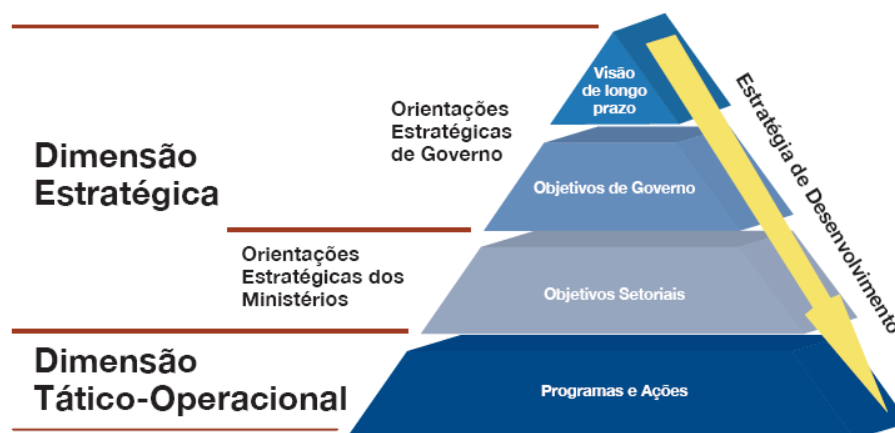 Visão
de longo
prazo
Orientações
Estratégicas
de Governo
Estratégia de Desenvolvimento
Dimensão
Estratégica
Objetivos de Governo
Orientações
Estratégicas dos
Ministérios
Objetivos Setoriais
Dimensão
Tático-Operacional
Programas e Ações